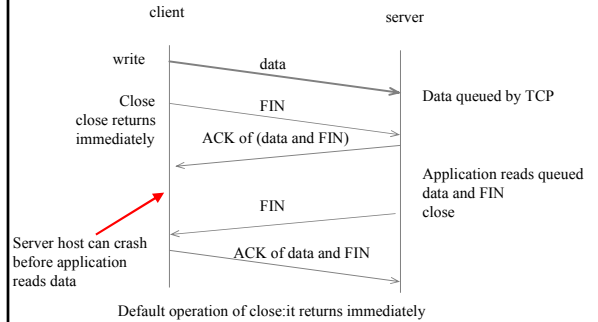 client
server
write
data
Data queued by TCP
Close
close returns
immediately
FIN
ACK of (data and FIN)
Application reads queued
data and FIN
close
FIN
Server host can crash
before application
reads data
ACK of data and FIN
Default operation of close:it returns immediately